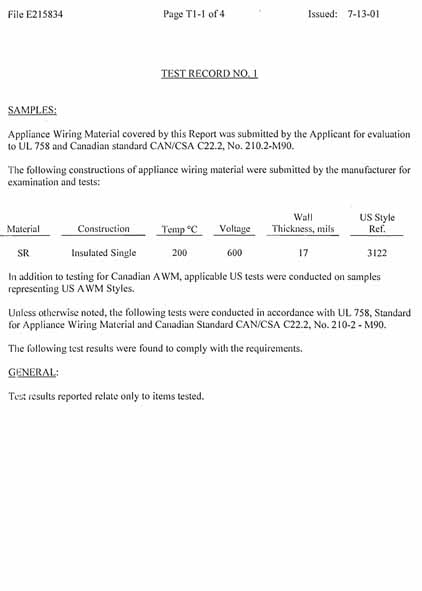 File E215834 Page T1-1 of 4 Issued: 7-13-01
TEST RECORD NO. 1
SAMPLES:
Appliance Wiring Material covered by this Report was submitted by the Applicant for evaluation
to UL 758 and Canadian standard CAN/CSA C22.2, No. 210.2-M90.
The following constructions of appliance wiring material were submitted by the manufacturer for
examination and tests:
Wall US Style
Material Construction Temp °C Voltage Thickness, mils Ref.
SR Insulated Single 200 600 17 3122
In addition to testing for Canadian AWM, applicable US tests were conducted on samples
representing US AWM Styles.
Unless otherwise noted, the following tests were conducted in accordance with UL 758, Standard
for Appliance Wiring Material and Canadian Standard CAN/CSA C22.2, No. 210-2 - M90.
The following test results were found to comply with the requirements.
GENERAL:
Test results reported relate only to items tested.